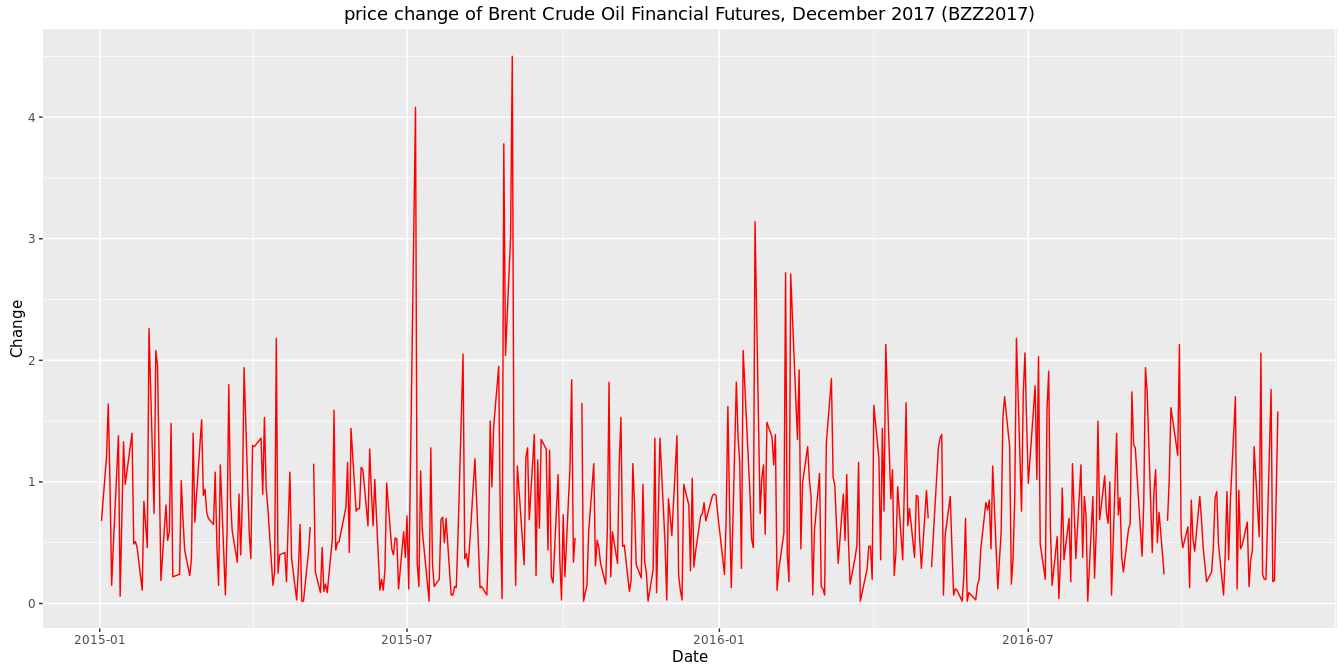 price change of Brent Crude Oil Financial Futures, December 2017 (BZZ2017)
Change
4
3
2
1
0
2015-01 2015-07 2016-01 2016-07
Date